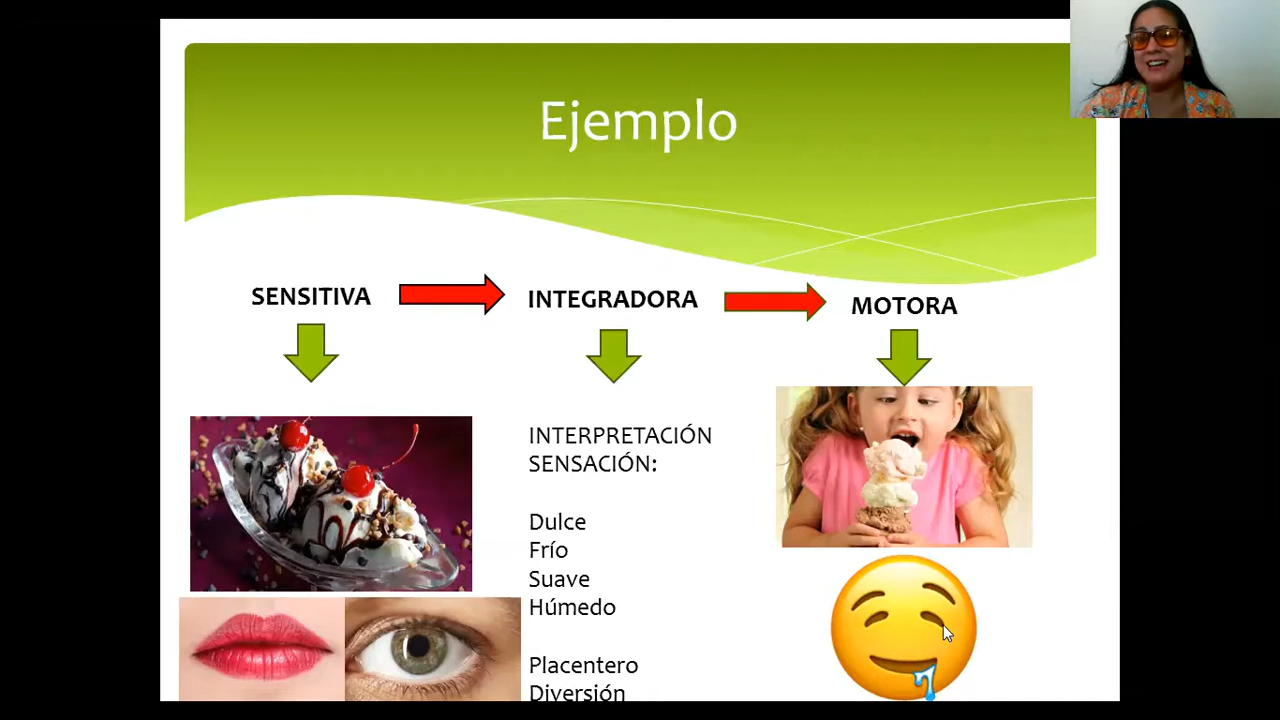 Ejemplo
SENSITIVA
INTEGRADORA
MOTORA
INTERPRETACIÓN
SENSACIÓN:
Dulce
Frío
Suave
Húmedo
Placentero
Diversión